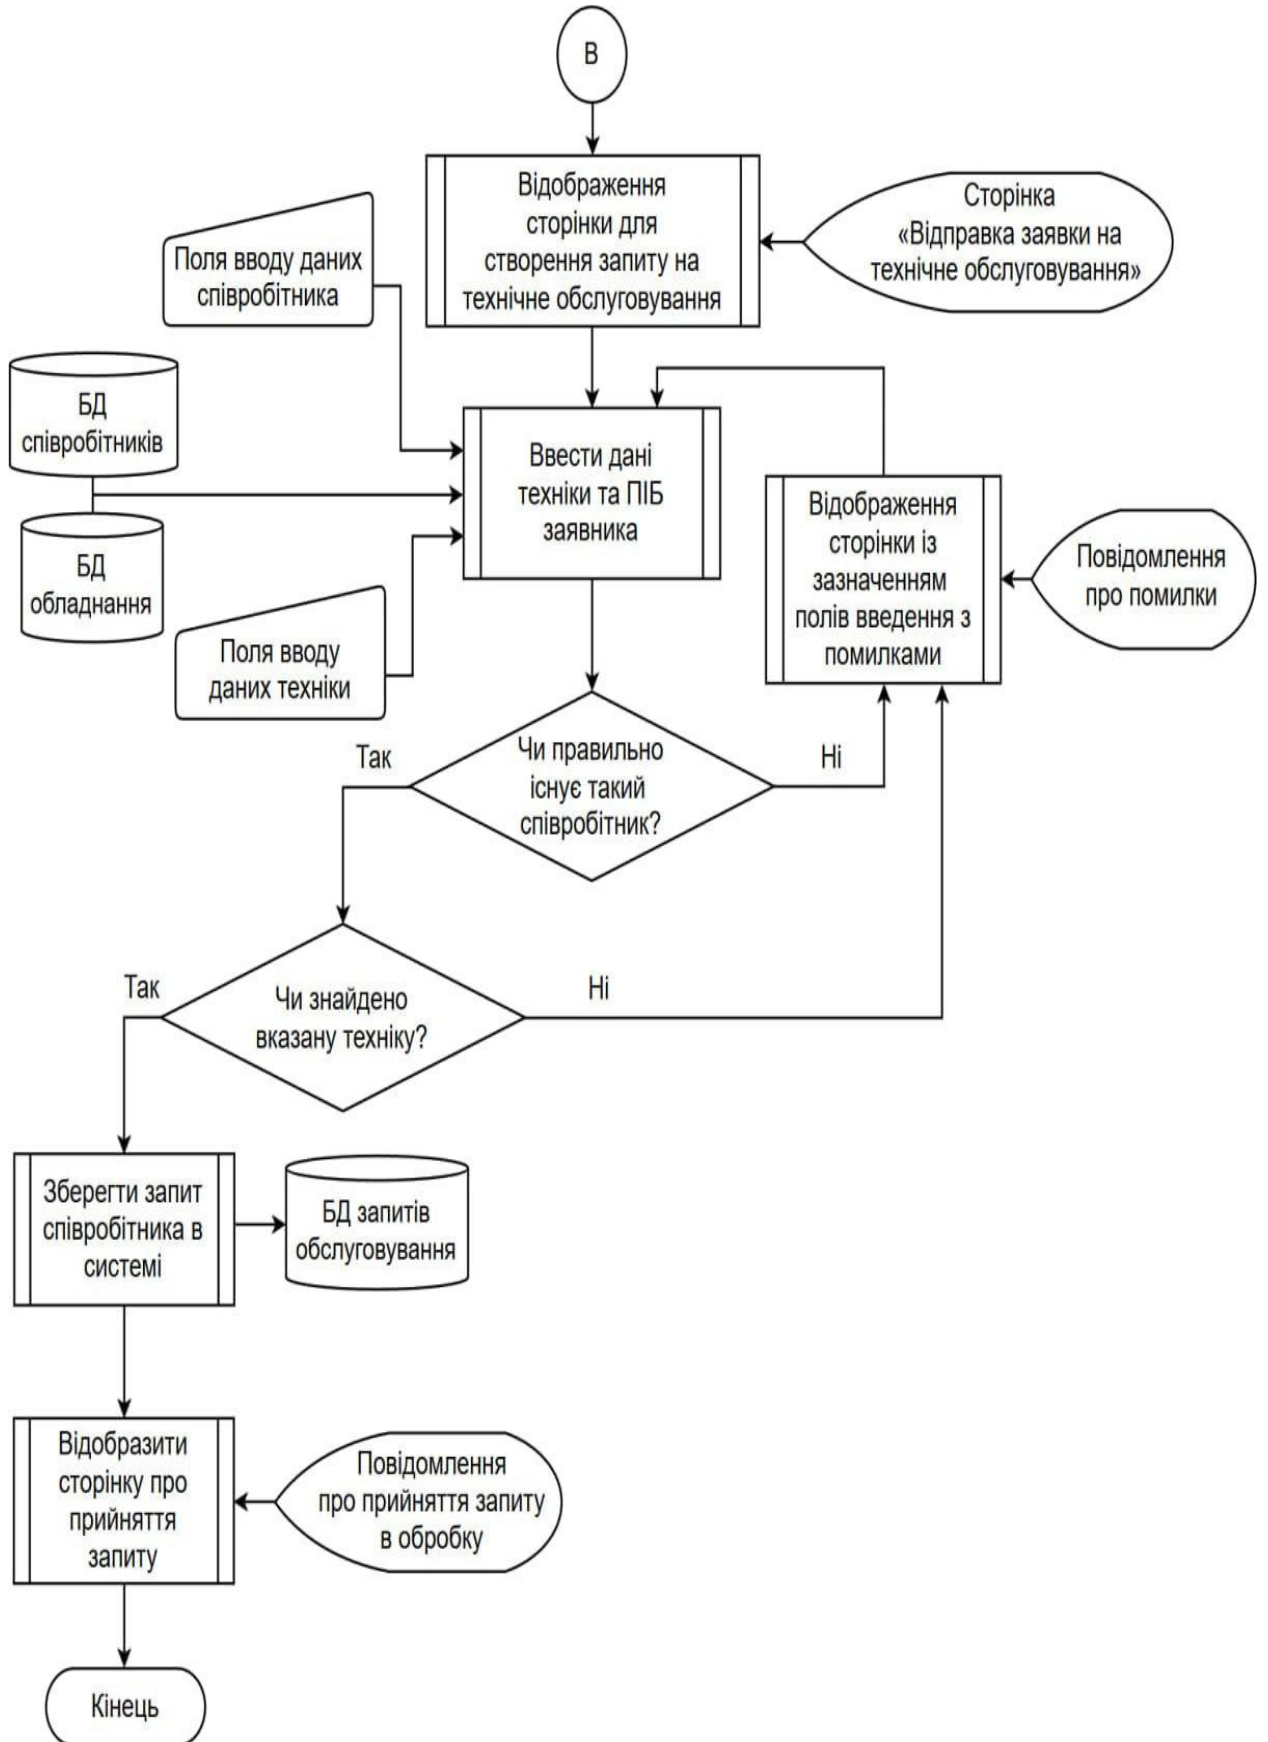 В
Відображення
сторінки для
створення запиту на
технічне обслуговування
Сторінка
«Відправка заявки на
технічне обслуговування»
Поля вводу даних
співробітника
БД
співробітників
Ввести дані
техніки та ПІБ
заявника
Відображення
сторінки із
зазначенням
полів введення з
помилками
Повідомлення
про помилки
БД
обладнання
Поля вводу
даних техніки
Так
Чи правильно
існує такий
співробітник?
Ні
Так
Чи знайдено
вказану техніку?
Ні
Зберегти запит
співробітника в
системі
БД запитів
обслуговування
Відобразити
сторінку про
прийняття
запиту
Повідомлення
про прийняття запиту
в обробку
Кінець